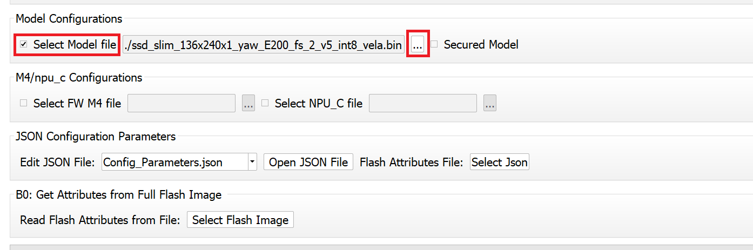 Model Configurations
Select Model file ./ssd_slim_136x240x1_yaw_E200_fs_2_v5_int8_vela.bin ... Secured Model
M4/npu_c Configurations
Select FW M4 file ... Select NPU_C file ...
JSON Configuration Parameters
Edit JSON File: Config_Parameters.json Open JSON File Flash Attributes File: Select Json
B0: Get Attributes from Full Flash Image
Read Flash Attributes from File: Select Flash Image